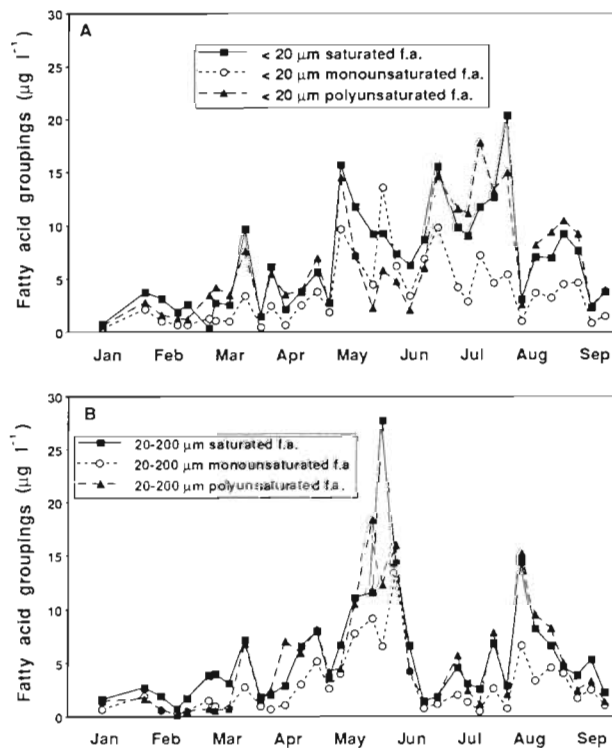 A
< 20 µm saturated f.a.
< 20 µm monounsaturated f.a.
< 20 µm polyunsaturated f.a.
Fatty acid groupings (µg l⁻¹)
30
25
20
15
10
5
0
Jan Feb Mar Apr May Jun Jul Aug Sep
B
20-200 µm saturated f.a.
20-200 µm monounsaturated f.a
20-200 µm polyunsaturated f.a.
Fatty acid groupings (µg l⁻¹)
30
25
20
15
10
5
0
Jan Feb Mar Apr May Jun Jul Aug Sep